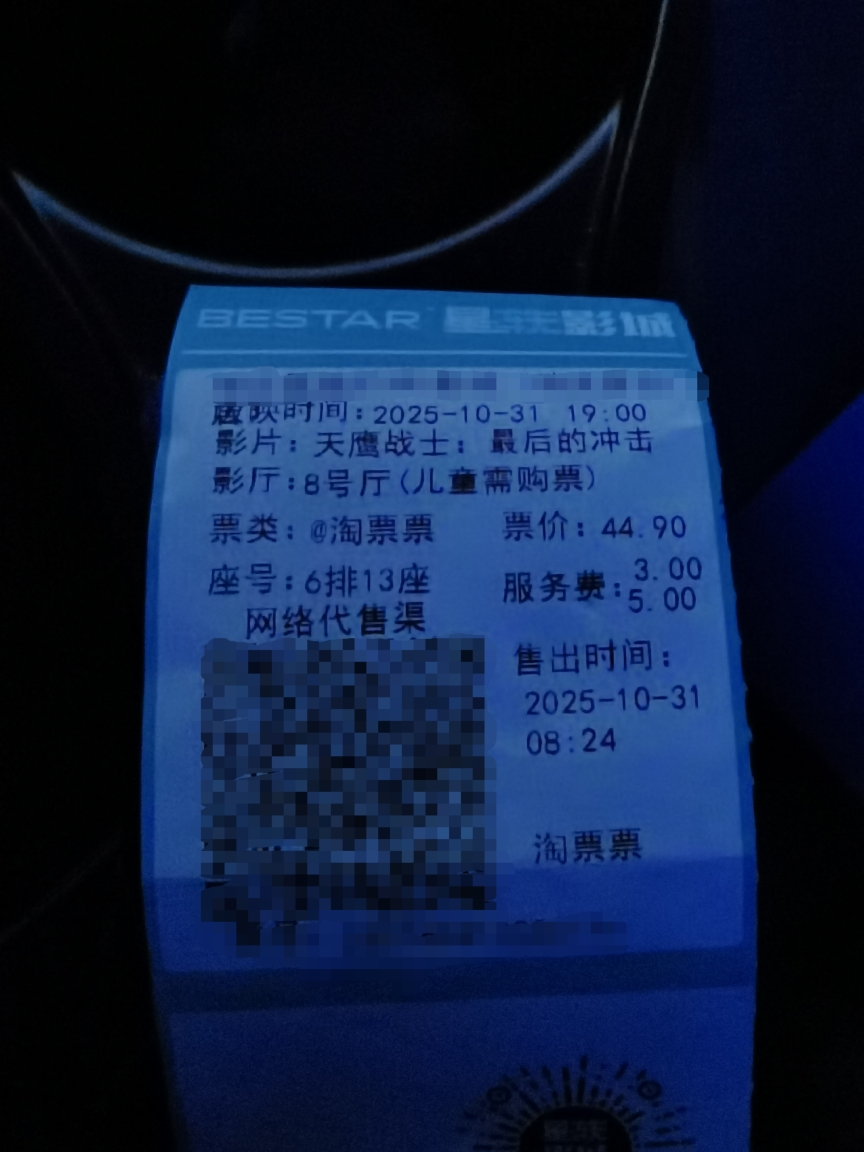 BESTAR 星轶影城
放映时间：2025-10-31 19:00
影片：天鹰战士：最后的冲击
影厅：8号厅(儿童需购票)
票类：@淘票票 票价：44.90
座号：6排13座 服务费：3.00
5.00
网络代售渠
售出时间：
2025-10-31
08:24
淘票票
星轶